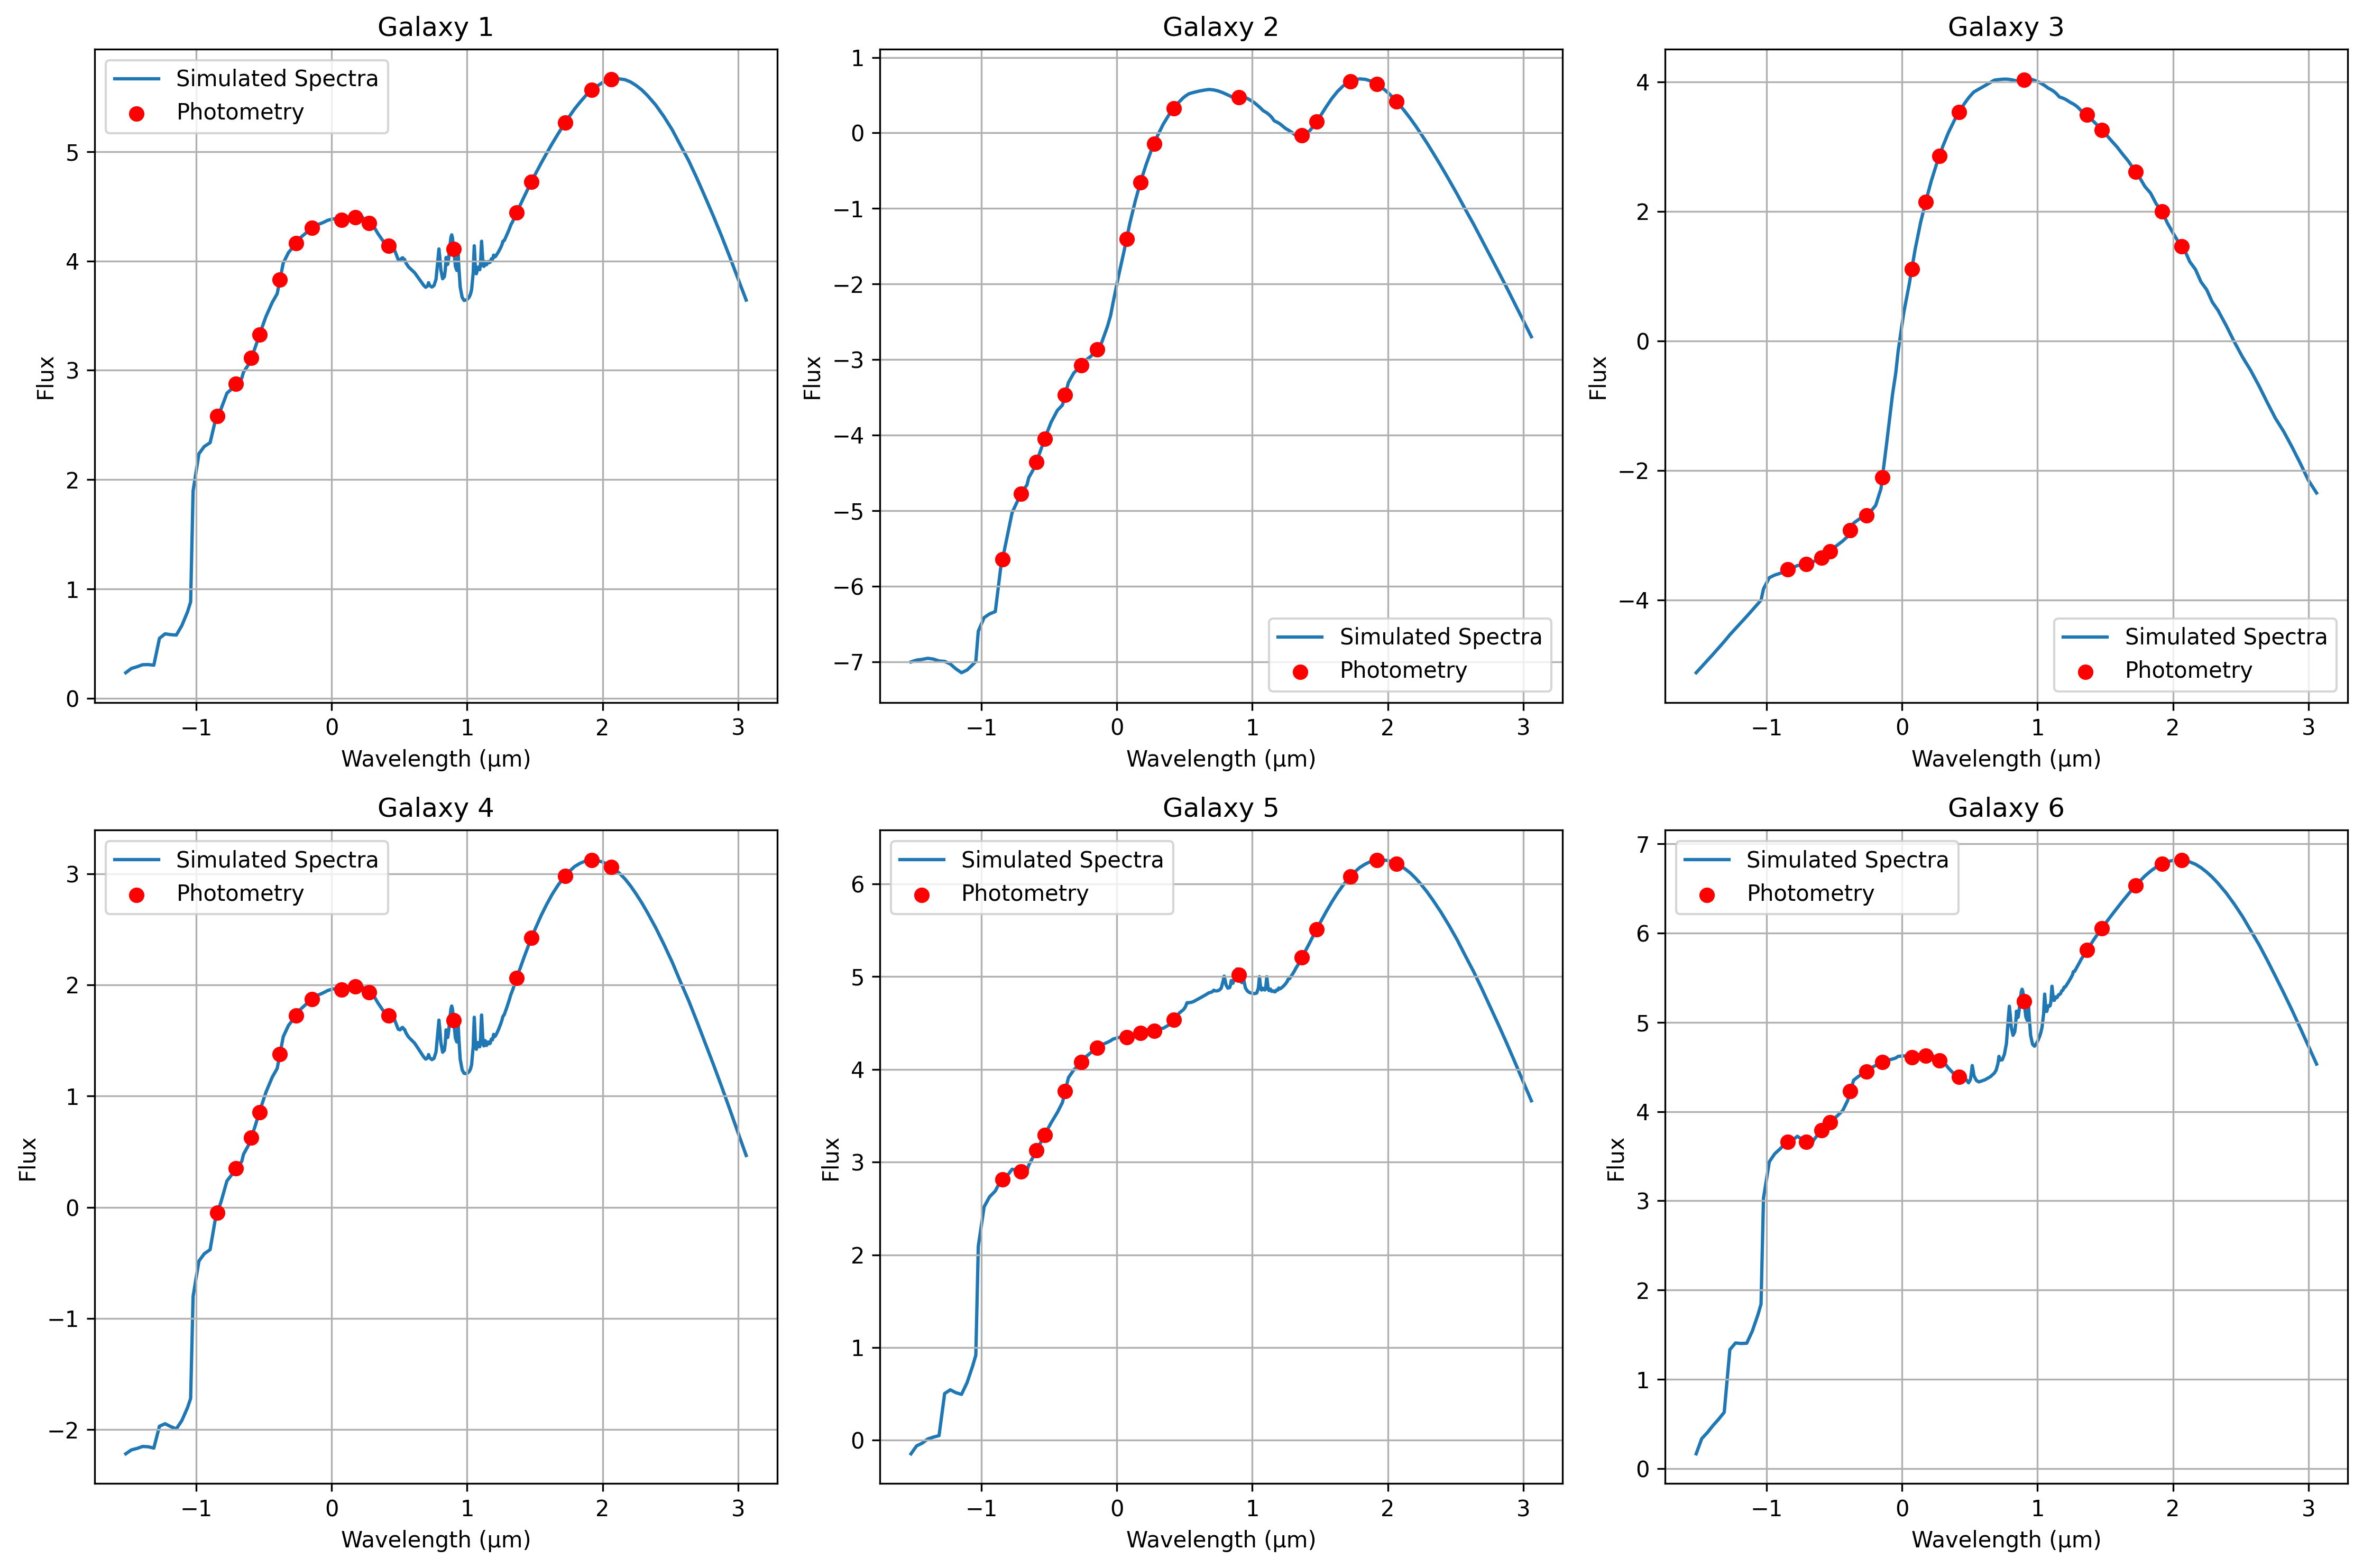 Galaxy 1
Simulated Spectra
Photometry
5
4
3
2
1
0
Flux
−1 0 1 2 3
Wavelength (μm)
Galaxy 2
1
0
−1
−2
−3
−4
−5
−6
−7
Flux
Simulated Spectra
Photometry
−1 0 1 2 3
Wavelength (μm)
Galaxy 3
4
2
0
−2
−4
Flux
Simulated Spectra
Photometry
−1 0 1 2 3
Wavelength (μm)
Galaxy 4
Simulated Spectra
Photometry
3
2
1
0
−1
−2
Flux
−1 0 1 2 3
Wavelength (μm)
Galaxy 5
Simulated Spectra
Photometry
6
5
4
3
2
1
0
Flux
−1 0 1 2 3
Wavelength (μm)
Galaxy 6
Simulated Spectra
Photometry
7
6
5
4
3
2
1
0
Flux
−1 0 1 2 3
Wavelength (μm)